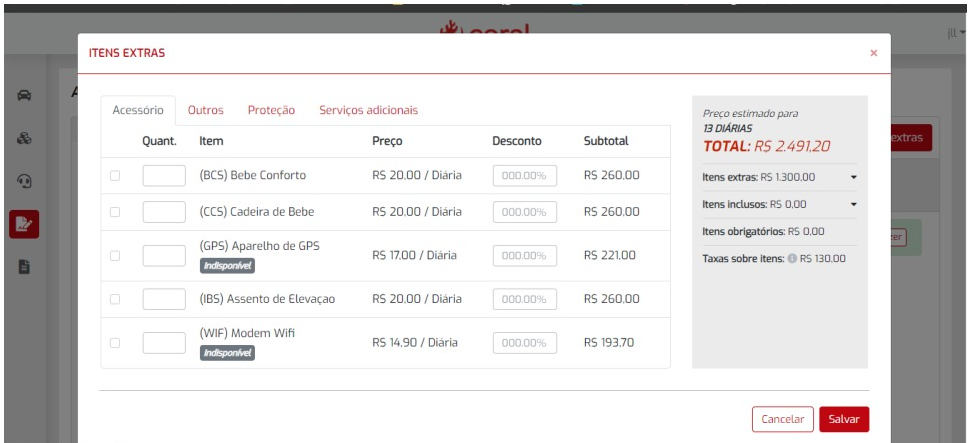 jll
ITENS EXTRAS
×
Acessório Outros Proteção Serviços adicionais
Quant. Item Preço Desconto Subtotal
(BCS) Bebe Conforto R$ 20,00 / Diária 000.00% R$ 260,00
(CCS) Cadeira de Bebe R$ 20,00 / Diária 000.00% R$ 260,00
(GPS) Aparelho de GPS R$ 17,00 / Diária 000.00% R$ 221,00
Indisponível
(IBS) Assento de Elevaçao R$ 20,00 / Diária 000.00% R$ 260,00
(WIF) Modem Wifi R$ 14,90 / Diária 000.00% R$ 193,70
Indisponível
Preço estimado para
13 DIÁRIAS
TOTAL: R$ 2.491,20
Itens extras: R$ 1.300,00
Itens inclusos: R$ 0,00
Itens obrigatórios: R$ 0,00
Taxas sobre itens: R$ 130,00
extras
Cancelar Salvar